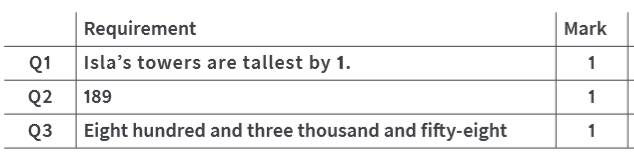 Requirement Mark
Q1 Isla’s towers are tallest by 1. 1
Q2 189 1
Q3 Eight hundred and three thousand and fifty-eight 1